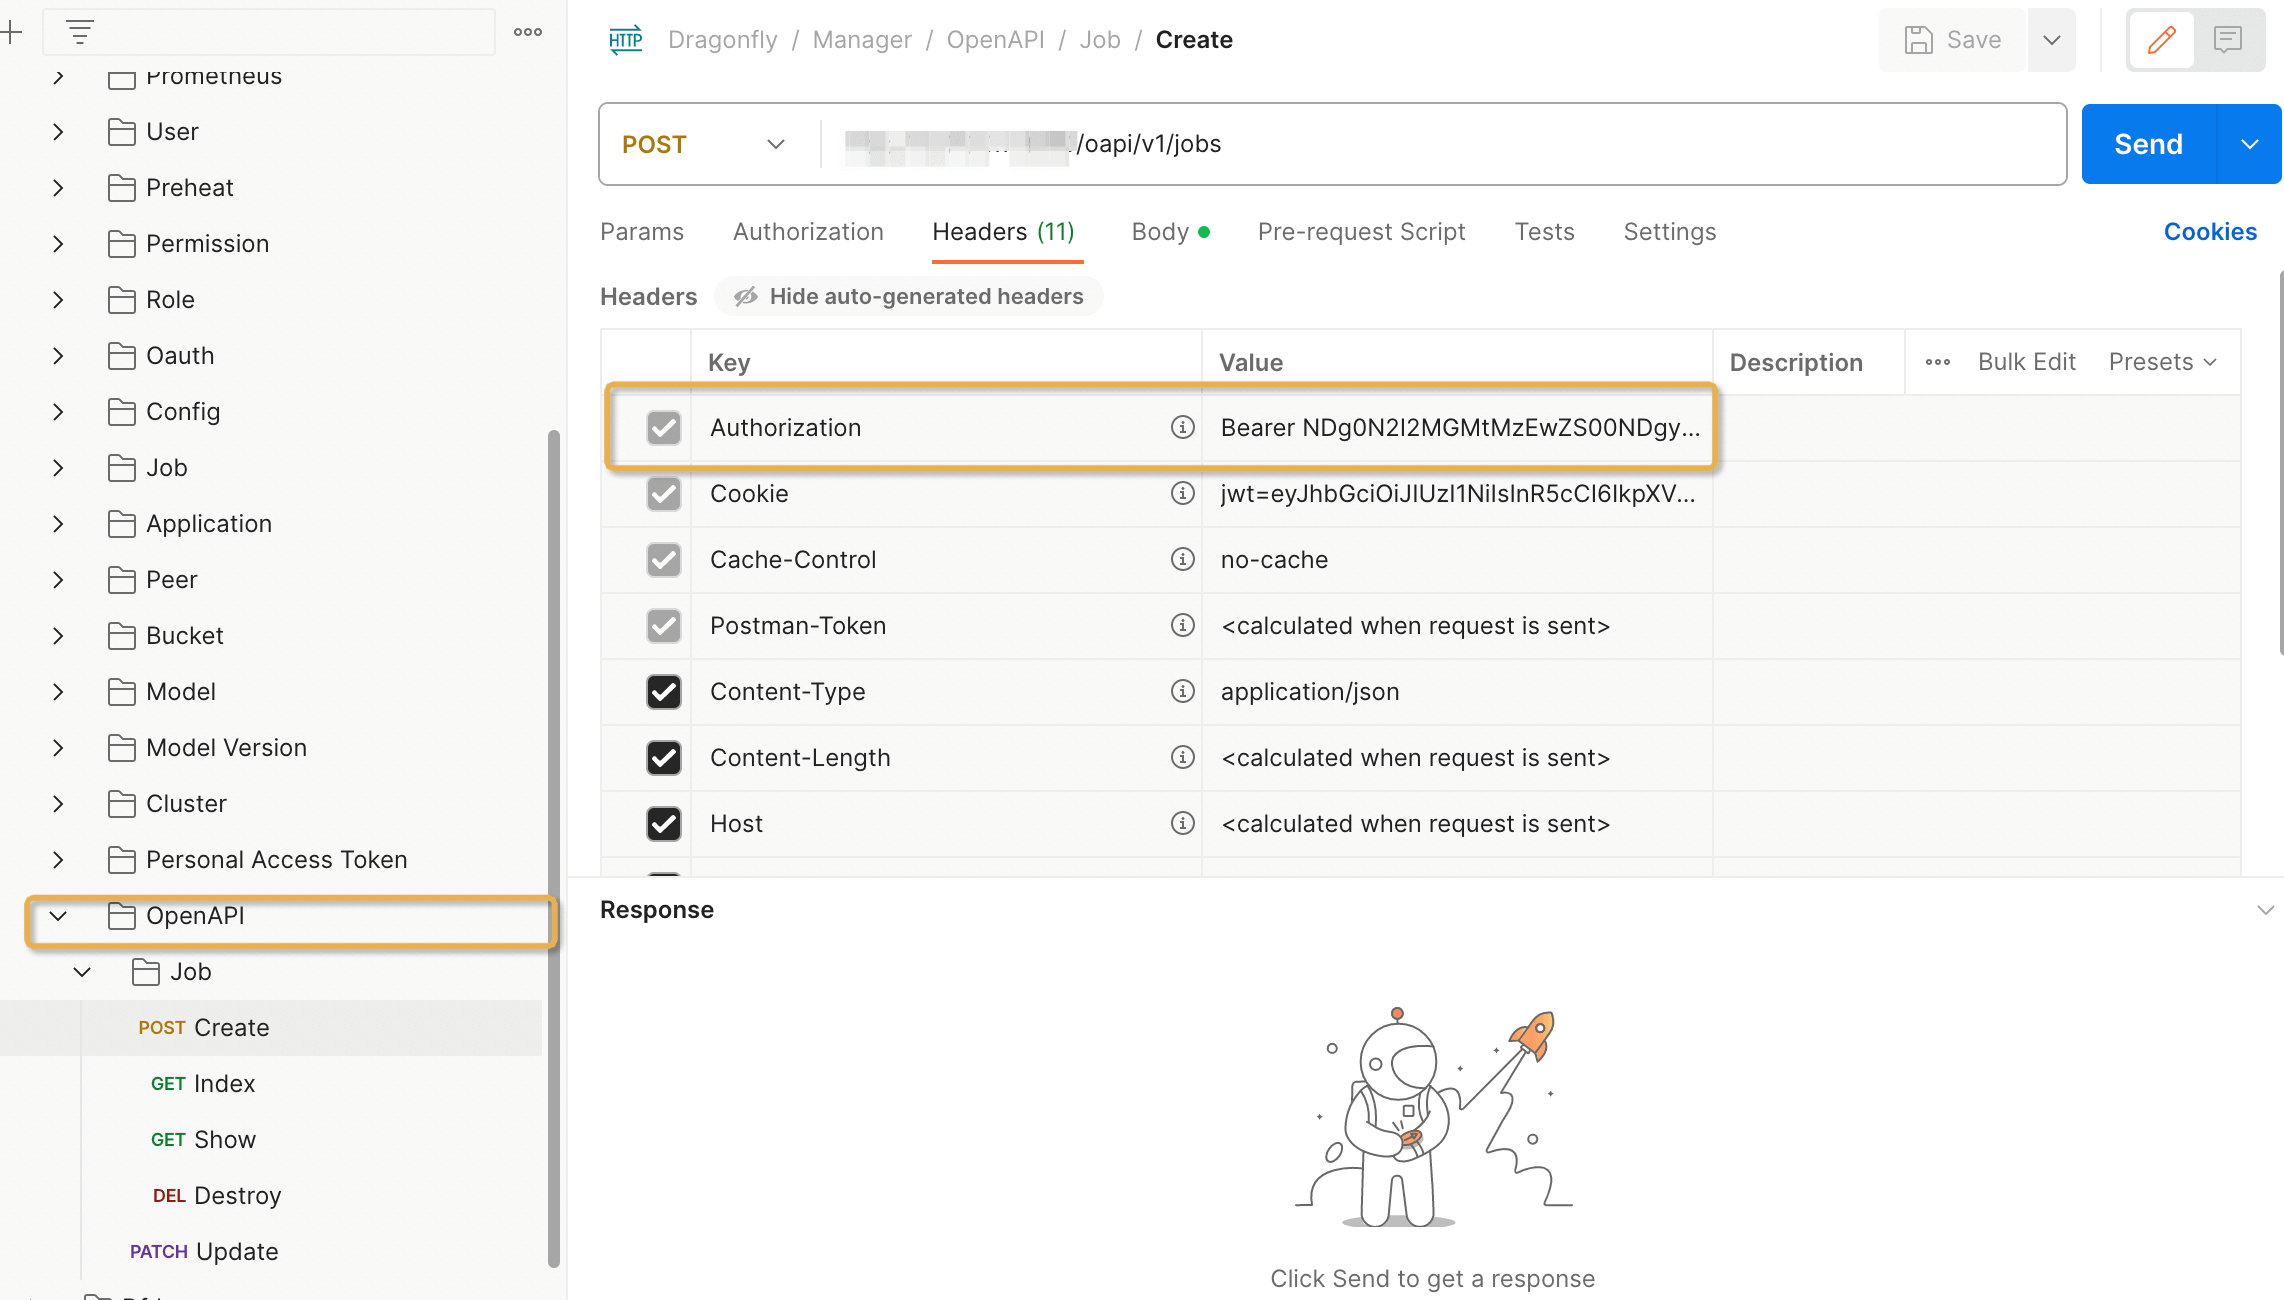 Prometheus
User
Preheat
Permission
Role
Oauth
Config
Job
Application
Peer
Bucket
Model
Model Version
Cluster
Personal Access Token
OpenAPI
Job
POST Create
GET Index
GET Show
DEL Destroy
PATCH Update
HTTP Dragonfly / Manager / OpenAPI / Job / Create
Save
POST /oapi/v1/jobs
Send
Params Authorization Headers (11) Body Pre-request Script Tests Settings Cookies
Headers Hide auto-generated headers
Key Value Description Bulk Edit Presets
Authorization Bearer NDg0N2I2MGMtMzEwZS00NDgy...
Cookie jwt=eyJhbGciOiJIUzI1NiIsInR5cCI6IkpXV...
Cache-Control no-cache
Postman-Token <calculated when request is sent>
Content-Type application/json
Content-Length <calculated when request is sent>
Host <calculated when request is sent>
Response
Click Send to get a response